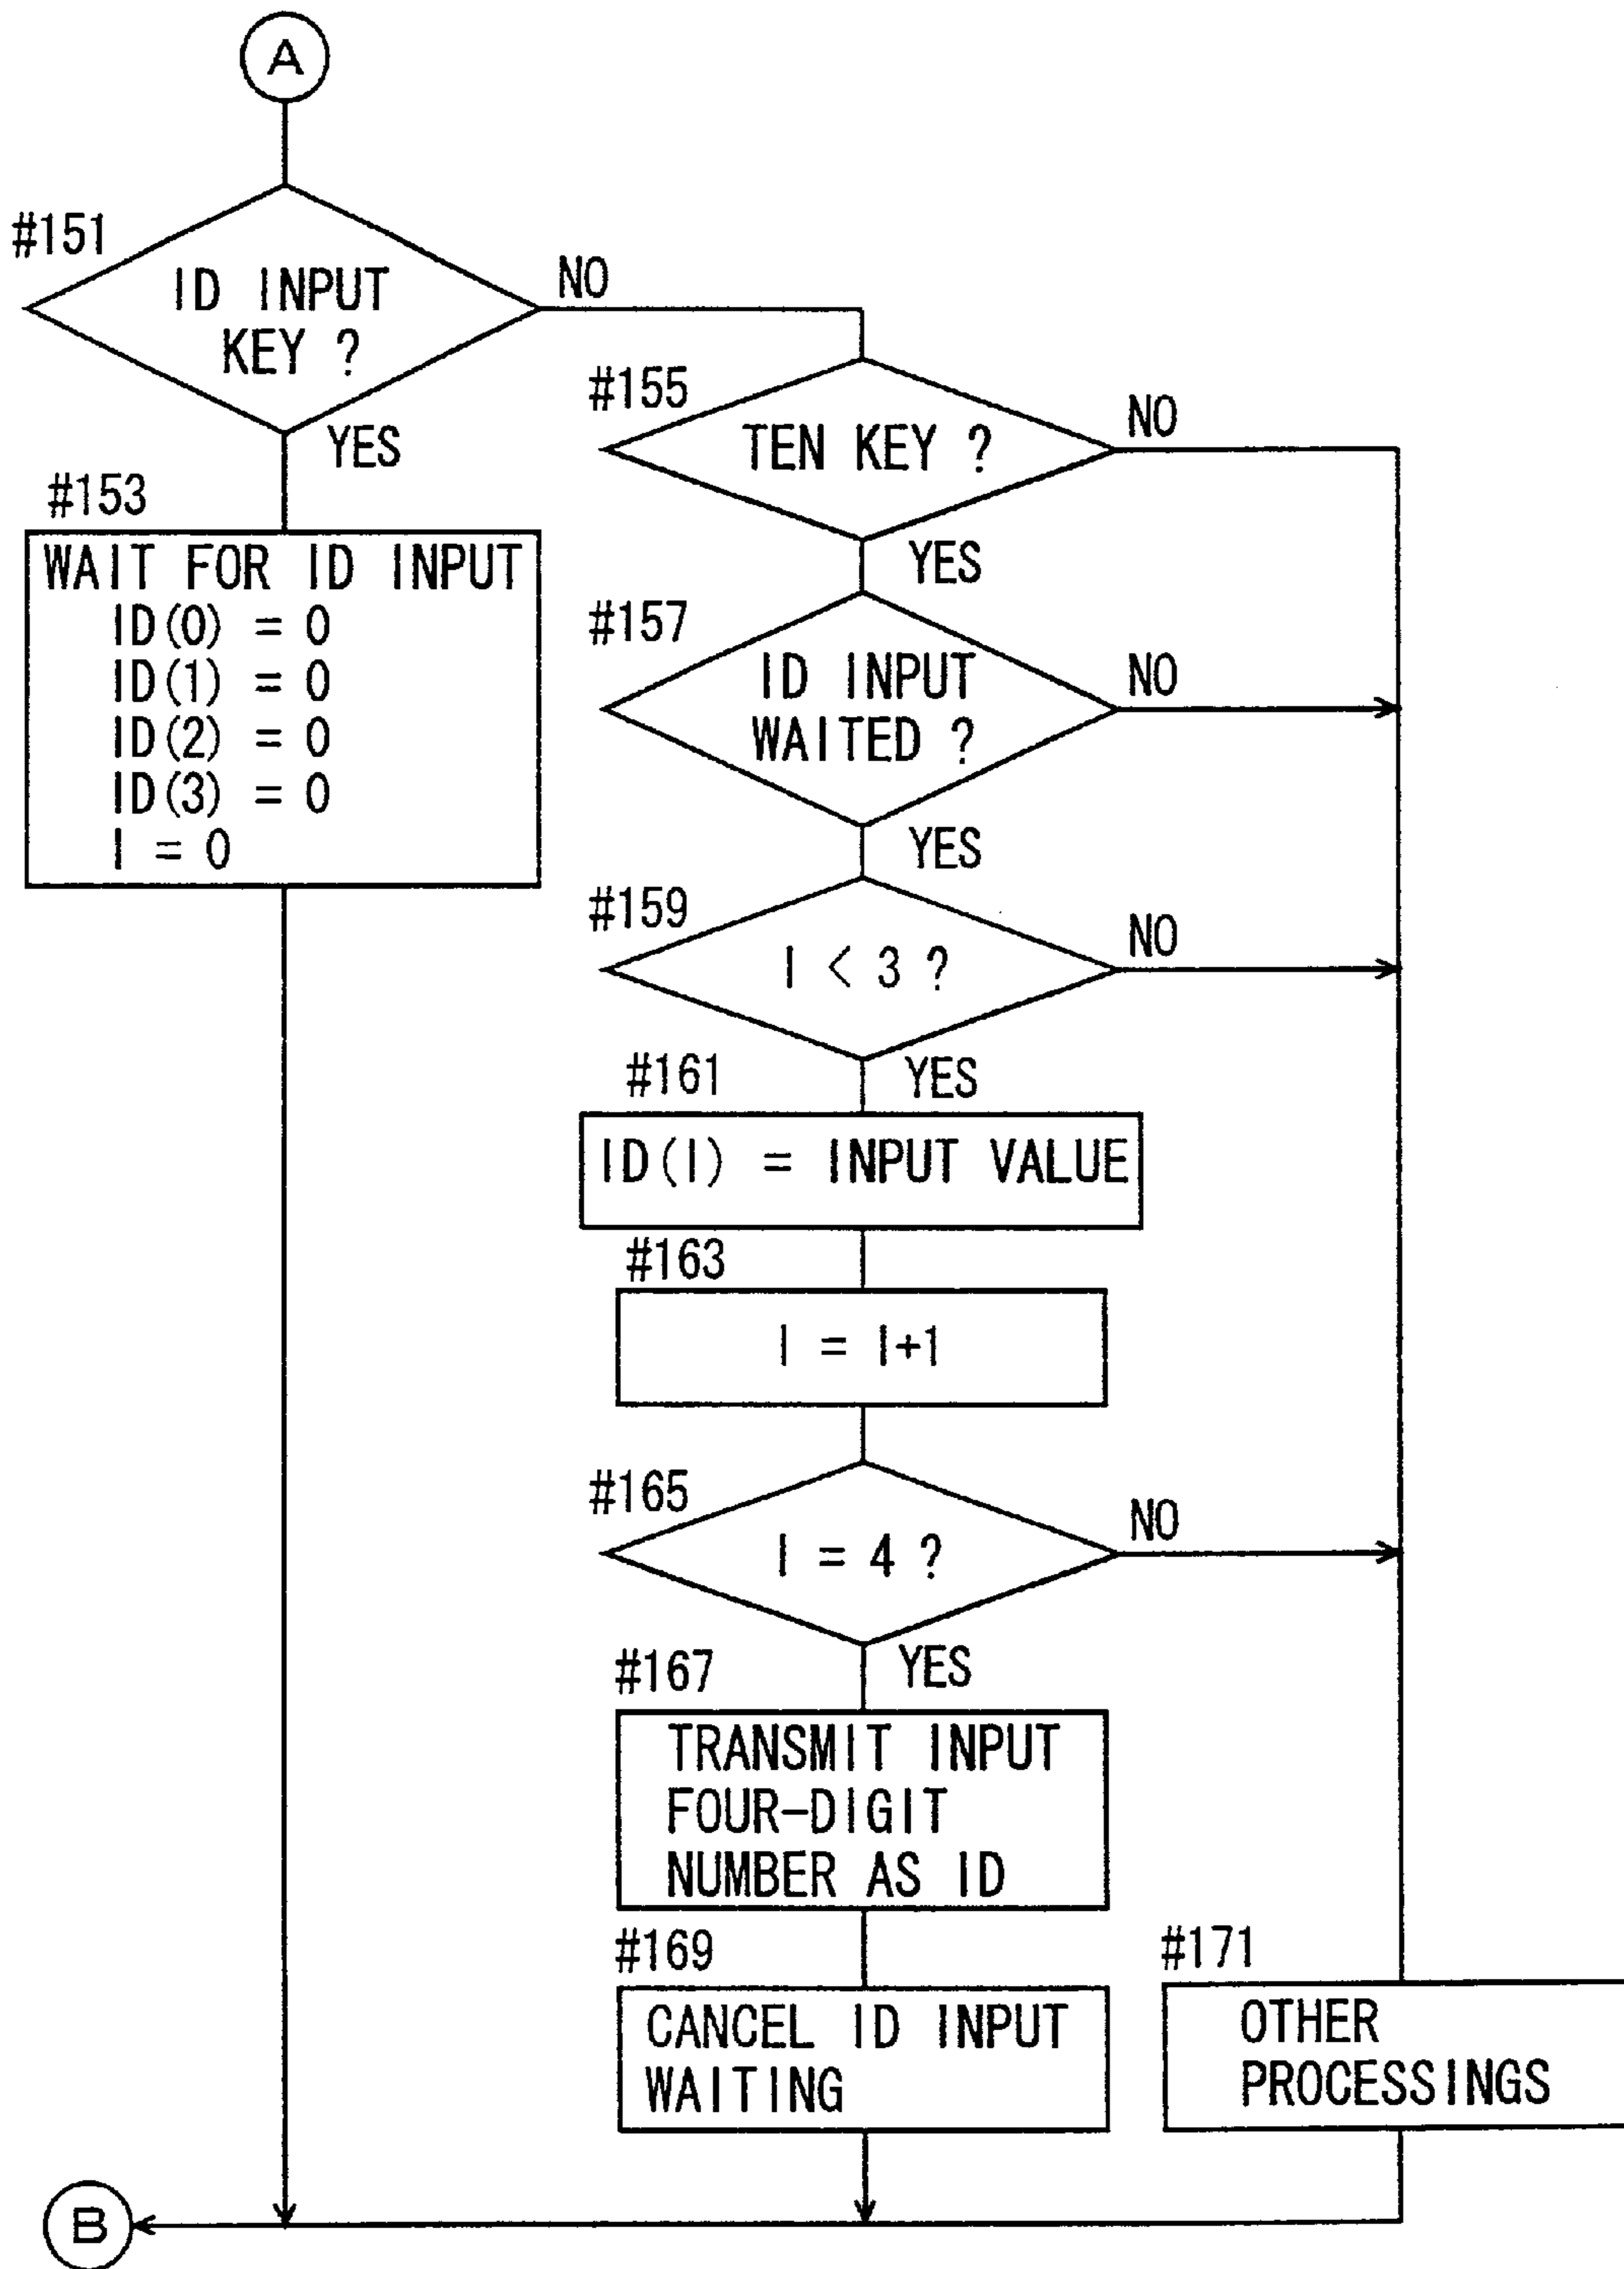 A
#151
ID INPUT
KEY ?
NO
YES
#153
WAIT FOR ID INPUT
ID(0) = 0
ID(1) = 0
ID(2) = 0
ID(3) = 0
I = 0
#155
TEN KEY ?
NO
YES
#157
ID INPUT
WAITED ?
NO
YES
#159
I < 3 ?
NO
YES
#161
ID(I) = INPUT VALUE
#163
I = I+1
#165
I = 4 ?
NO
YES
#167
TRANSMIT INPUT
FOUR-DIGIT
NUMBER AS ID
#169
CANCEL ID INPUT
WAITING
#171
OTHER
PROCESSINGS
B